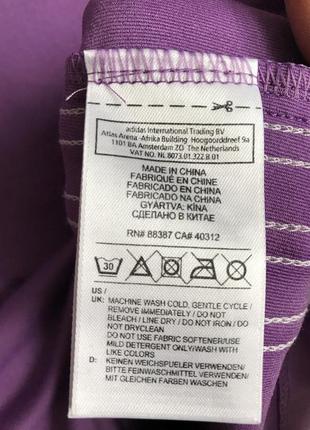 adidas International Trading BV
Atlas Arena - Afrika Building - Hoogoorddreef 9a
1101 BA Amsterdam ZO The Netherlands
VAT NO. NL 8073.01.322.B.01
MADE IN CHINA
FABRIQUÉ EN CHINE
FABRICADO EN CHINA
FABRICADO NA CHINA
GYÁRTVA: KÍNA
СДЕЛАНО В КИТАЕ
RN# 88387 CA# 40312
30
US /
UK: MACHINE WASH COLD, GENTLE CYCLE /
REMOVE IMMEDIATELY / DO NOT
BLEACH / LINE DRY / DO NOT IRON / DO
NOT DRYCLEAN
DO NOT USE FABRIC SOFTENER/USE
MILD DETERGENT ONLY/WASH WITH
LIKE COLORS
D: KEINEN WEICHSPUELER VERWENDEN/
BITTE FEINWASCHMITTEL VERWENDEN/
MIT GLEICHEN FARBEN WASCHEN